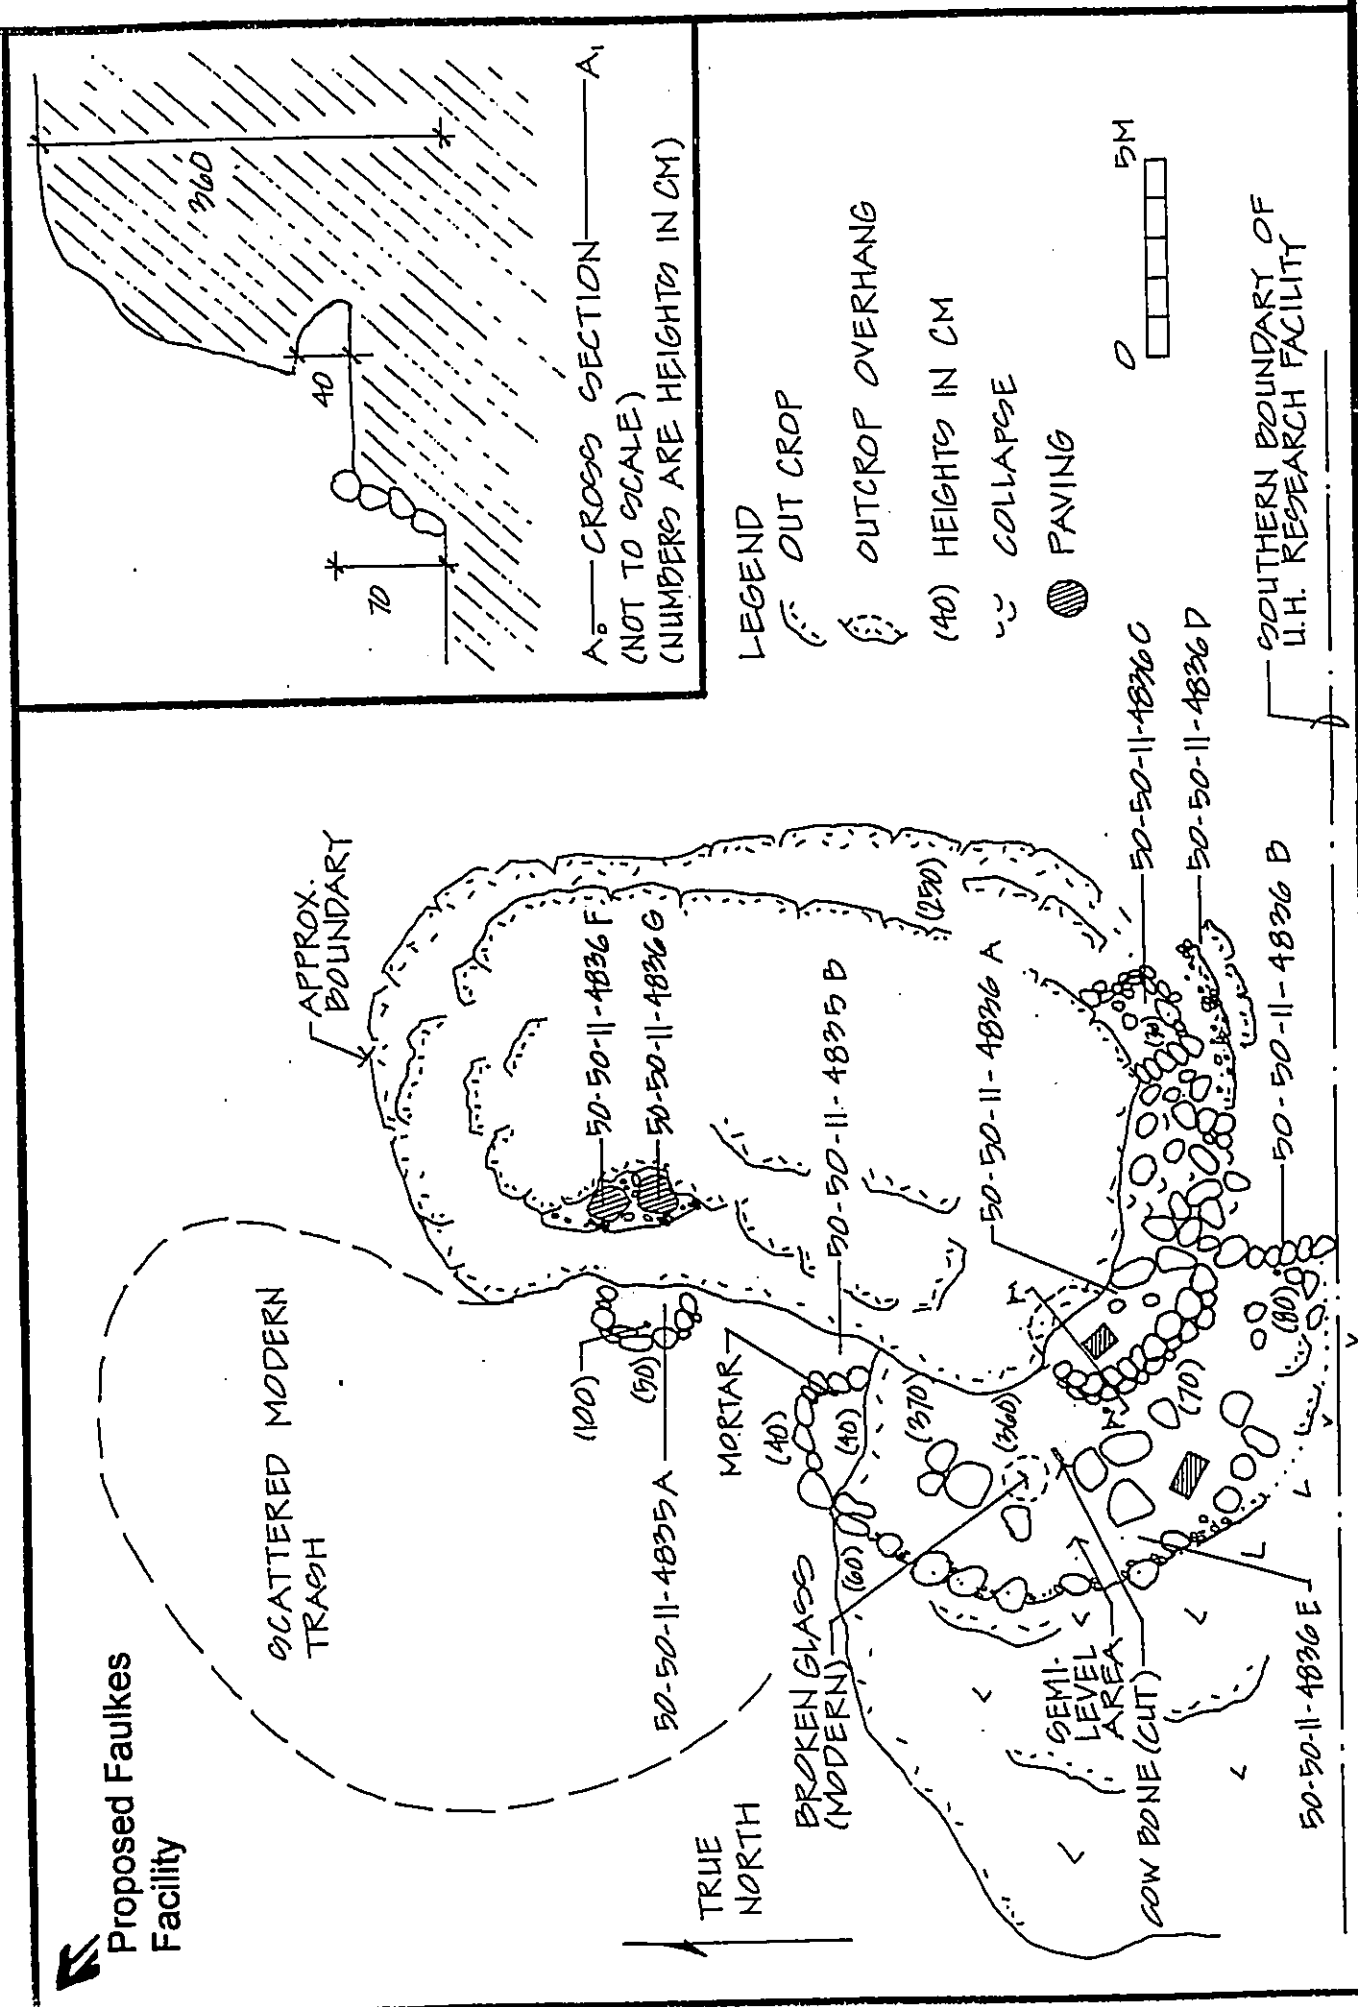 Proposed Faulkes
Facility
SCATTERED MODERN
TRASH
APPROX.
BOUNDARY
TRUE
NORTH
50-50-11-4835A
(100)
(50)
50-50-11-4836 F
50-50-11-4836 G
MORTAR
(40)
(40)
50-50-11-4835 B
(250)
BROKEN GLASS
(MODERN)
(60)
(370)
(360)
50-50-11-4836 A
SEMI-
LEVEL
AREA
COW BONE (CUT)
(70)
(30)
50-50-11-4836 C
50-50-11-4836 D
(80)
50-50-11-4836 B
50-50-11-4836 E
SOUTHERN BOUNDARY OF
U.H. RESEARCH FACILITY
360
40
70
A₀ CROSS SECTION A₁
(NOT TO SCALE)
(NUMBERS ARE HEIGHTS IN CM)
LEGEND
OUT CROP
OUTCROP OVERHANG
(40) HEIGHTS IN CM
COLLAPSE
PAVING
0 5M